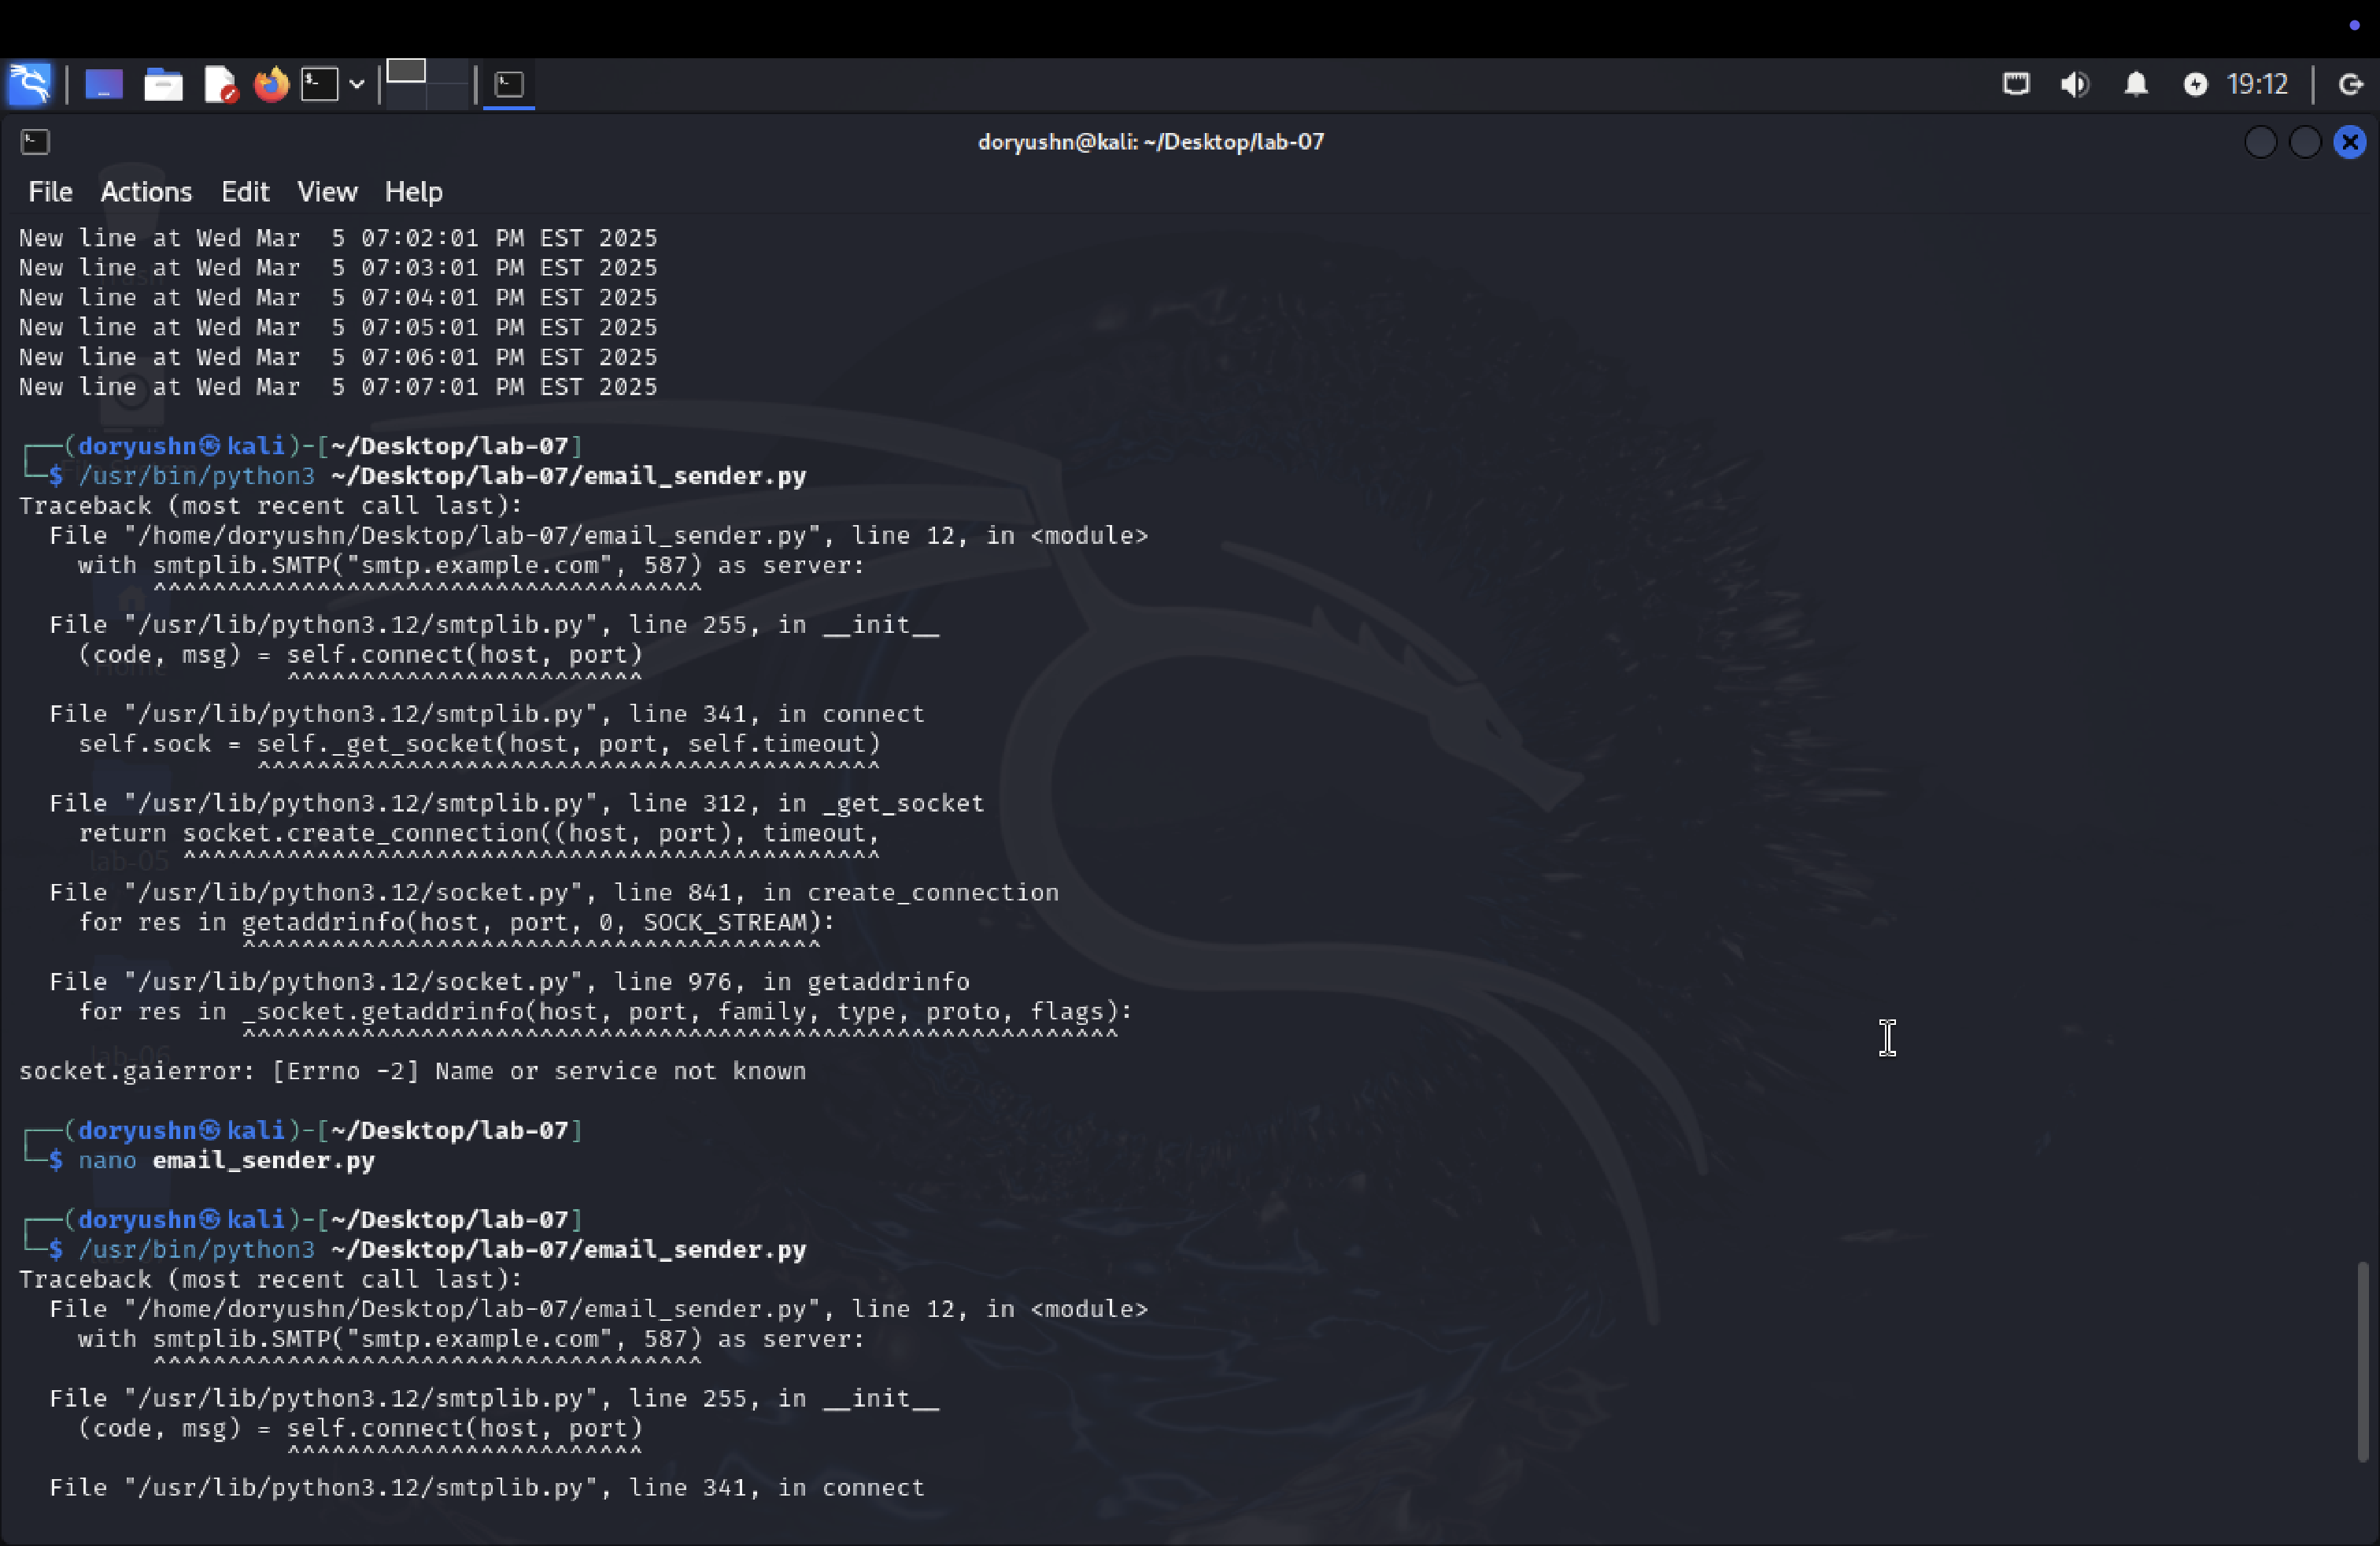 19:12
doryushn@kali: ~/Desktop/lab-07
File Actions Edit View Help
New line at Wed Mar  5 07:02:01 PM EST 2025
New line at Wed Mar  5 07:03:01 PM EST 2025
New line at Wed Mar  5 07:04:01 PM EST 2025
New line at Wed Mar  5 07:05:01 PM EST 2025
New line at Wed Mar  5 07:06:01 PM EST 2025
New line at Wed Mar  5 07:07:01 PM EST 2025
┌──(doryushn㉿kali)-[~/Desktop/lab-07]
└─$ /usr/bin/python3 ~/Desktop/lab-07/email_sender.py
Traceback (most recent call last):
  File "/home/doryushn/Desktop/lab-07/email_sender.py", line 12, in <module>
    with smtplib.SMTP("smtp.example.com", 587) as server:
         ^^^^^^^^^^^^^^^^^^^^^^^^^^^^^^^^^^^^^
  File "/usr/lib/python3.12/smtplib.py", line 255, in __init__
    (code, msg) = self.connect(host, port)
                  ^^^^^^^^^^^^^^^^^^^^^^^^
  File "/usr/lib/python3.12/smtplib.py", line 341, in connect
    self.sock = self._get_socket(host, port, self.timeout)
                ^^^^^^^^^^^^^^^^^^^^^^^^^^^^^^^^^^^^^^^^^^
  File "/usr/lib/python3.12/smtplib.py", line 312, in _get_socket
    return socket.create_connection((host, port), timeout,
           ^^^^^^^^^^^^^^^^^^^^^^^^^^^^^^^^^^^^^^^^^^^^^^^
  File "/usr/lib/python3.12/socket.py", line 841, in create_connection
    for res in getaddrinfo(host, port, 0, SOCK_STREAM):
               ^^^^^^^^^^^^^^^^^^^^^^^^^^^^^^^^^^^^^^^
  File "/usr/lib/python3.12/socket.py", line 976, in getaddrinfo
    for res in _socket.getaddrinfo(host, port, family, type, proto, flags):
               ^^^^^^^^^^^^^^^^^^^^^^^^^^^^^^^^^^^^^^^^^^^^^^^^^^^^^^^^^^^
socket.gaierror: [Errno -2] Name or service not known
┌──(doryushn㉿kali)-[~/Desktop/lab-07]
└─$ nano email_sender.py
┌──(doryushn㉿kali)-[~/Desktop/lab-07]
└─$ /usr/bin/python3 ~/Desktop/lab-07/email_sender.py
Traceback (most recent call last):
  File "/home/doryushn/Desktop/lab-07/email_sender.py", line 12, in <module>
    with smtplib.SMTP("smtp.example.com", 587) as server:
         ^^^^^^^^^^^^^^^^^^^^^^^^^^^^^^^^^^^^^
  File "/usr/lib/python3.12/smtplib.py", line 255, in __init__
    (code, msg) = self.connect(host, port)
                  ^^^^^^^^^^^^^^^^^^^^^^^^
  File "/usr/lib/python3.12/smtplib.py", line 341, in connect
Home
lab-05
lab-06